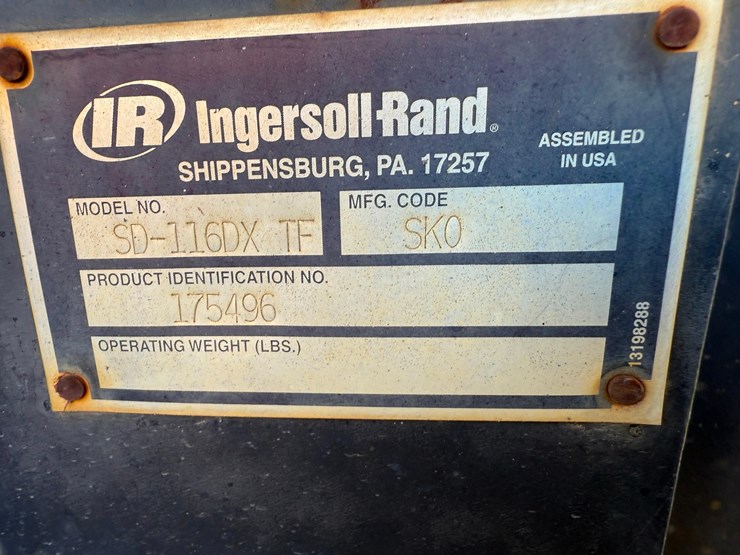 IR Ingersoll-Rand®
SHIPPENSBURG, PA. 17257
ASSEMBLED
IN USA
MODEL NO.
SD-116DX TF
MFG. CODE
SKO
PRODUCT IDENTIFICATION NO.
175496
OPERATING WEIGHT (LBS.)
13198288